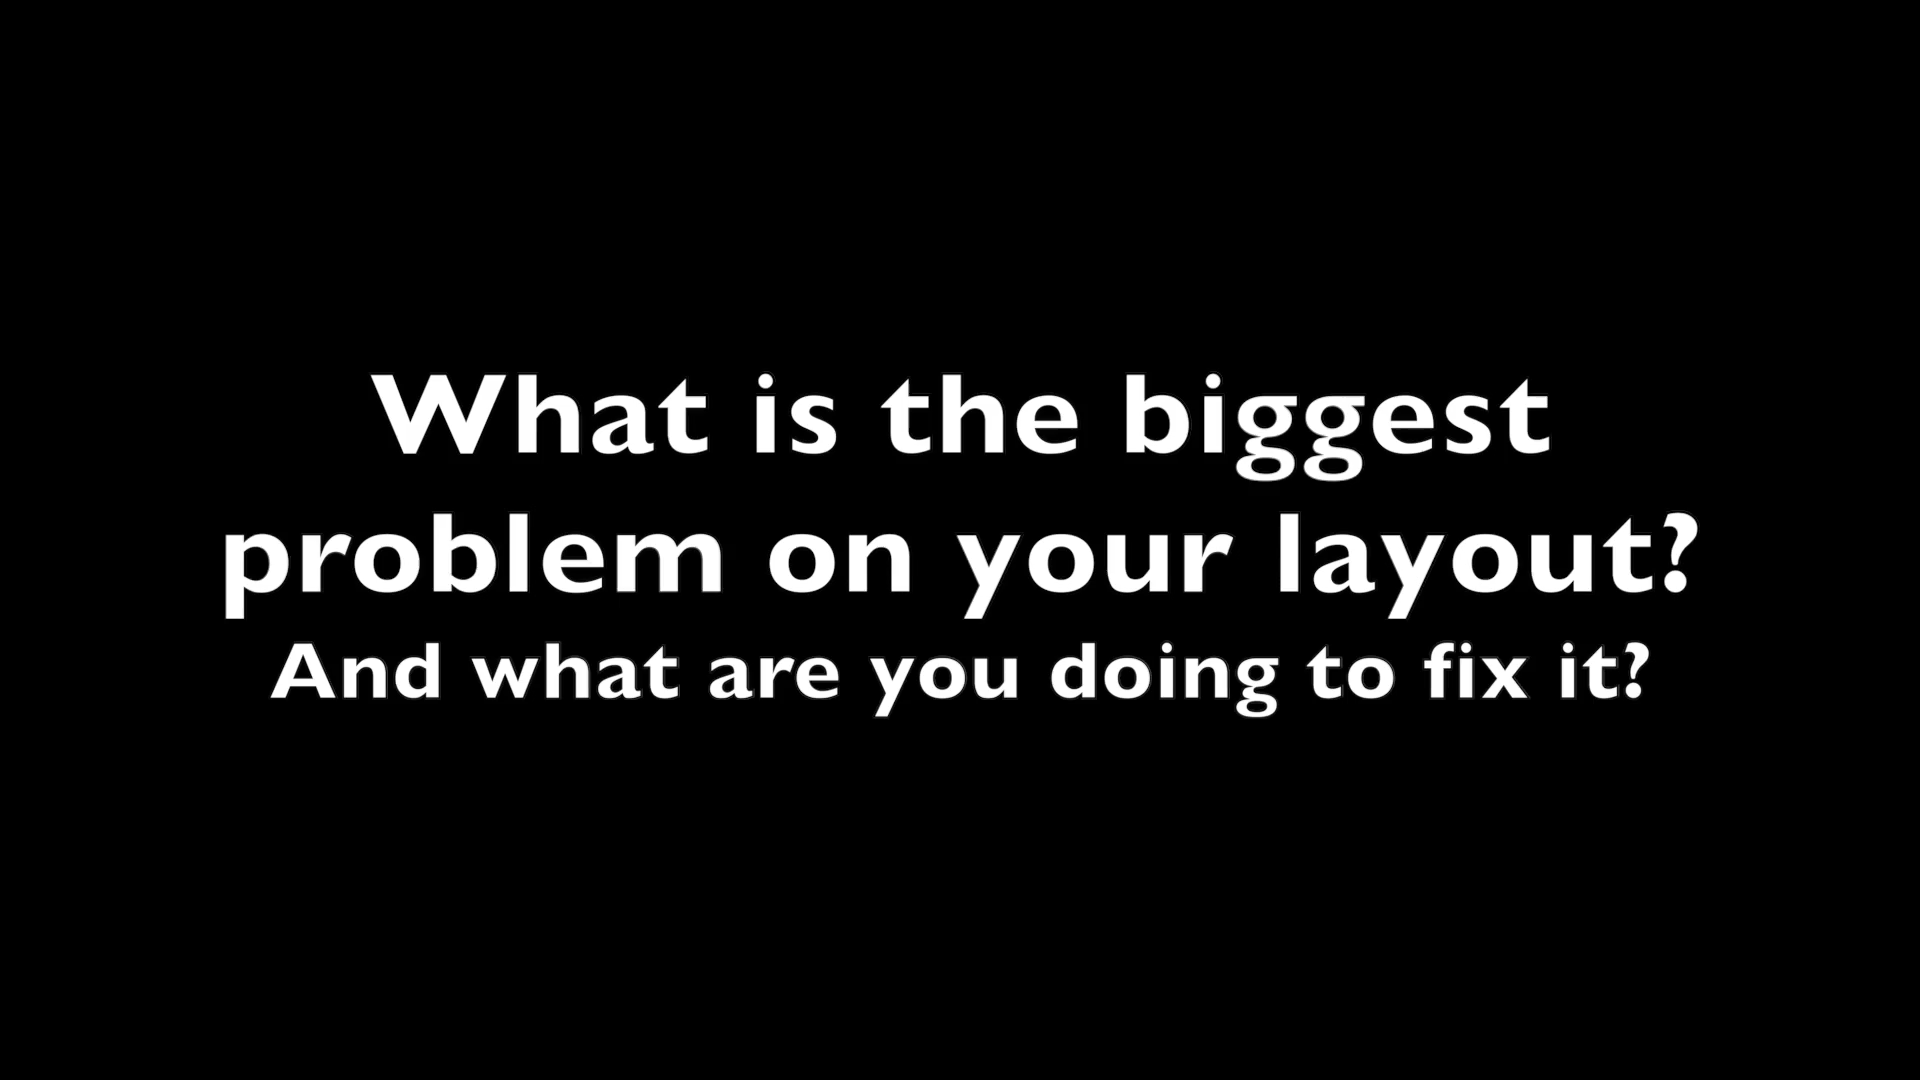 What is the biggest
problem on your layout?
And what are you doing to fix it?